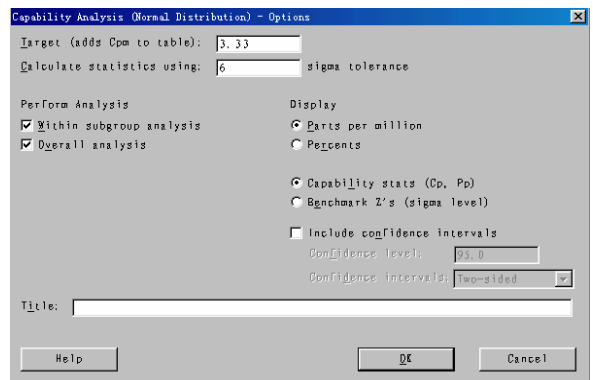 Capability Analysis (Normal Distribution) - Options
Target (adds Cpm to table): 3.33
Calculate statistics using: 6 sigma tolerance
Perform Analysis
Display
Within subgroup analysis
Parts per million
Overall analysis
Percents
Capability stats (Cp, Pp)
Benchmark Z's (sigma level)
Include confidence intervals
Confidence level: 95.0
Confidence intervals: Two-sided
Title:
Help
OK
Cancel